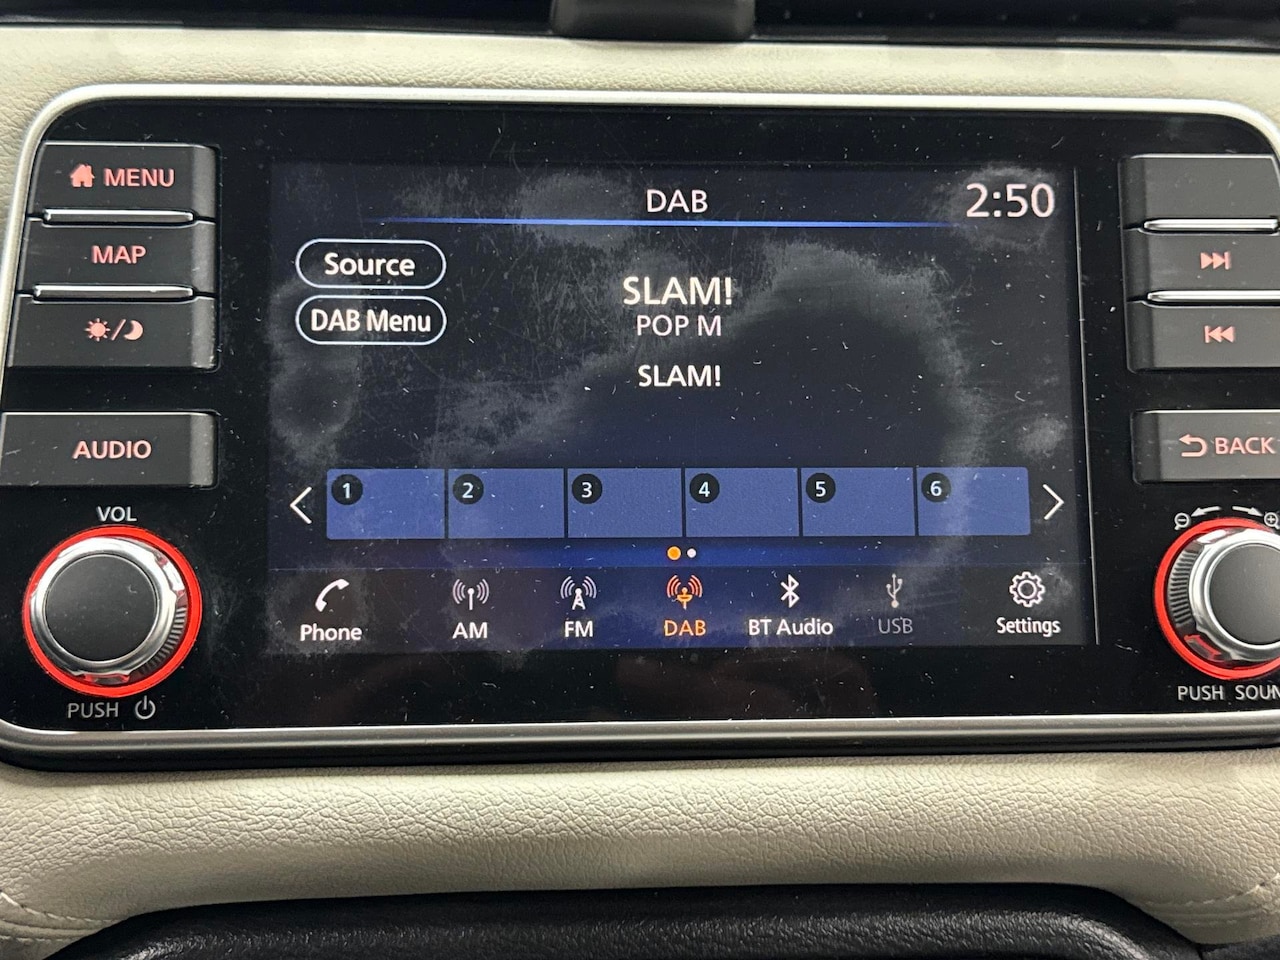 MENU
MAP
AUDIO
VOL
PUSH
DAB
2:50
Source
DAB Menu
SLAM!
POP M
SLAM!
1 2 3 4 5 6
Phone AM FM DAB BT Audio USB Settings
BACK
PUSH